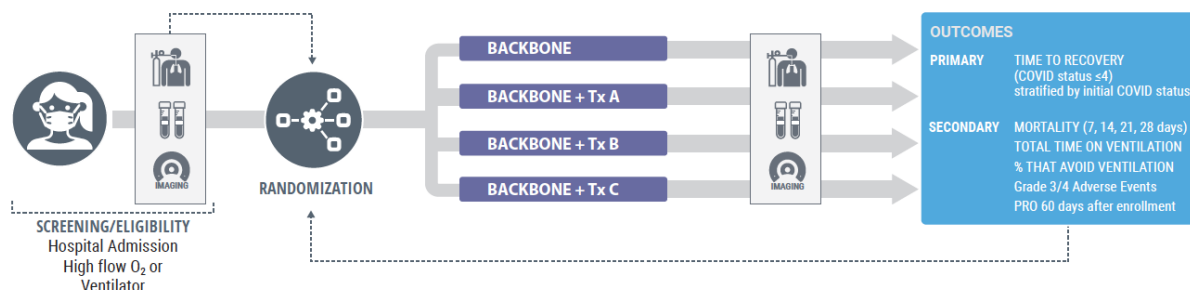 IMAGING
SCREENING/ELIGIBILITY
Hospital Admission
High flow O₂ or
Ventilator
RANDOMIZATION
BACKBONE
BACKBONE + Tx A
BACKBONE + Tx B
BACKBONE + Tx C
IMAGING
OUTCOMES
PRIMARY TIME TO RECOVERY
(COVID status ≤4)
stratified by initial COVID status
SECONDARY MORTALITY (7, 14, 21, 28 days)
TOTAL TIME ON VENTILATION
% THAT AVOID VENTILATION
Grade 3/4 Adverse Events
PRO 60 days after enrollment